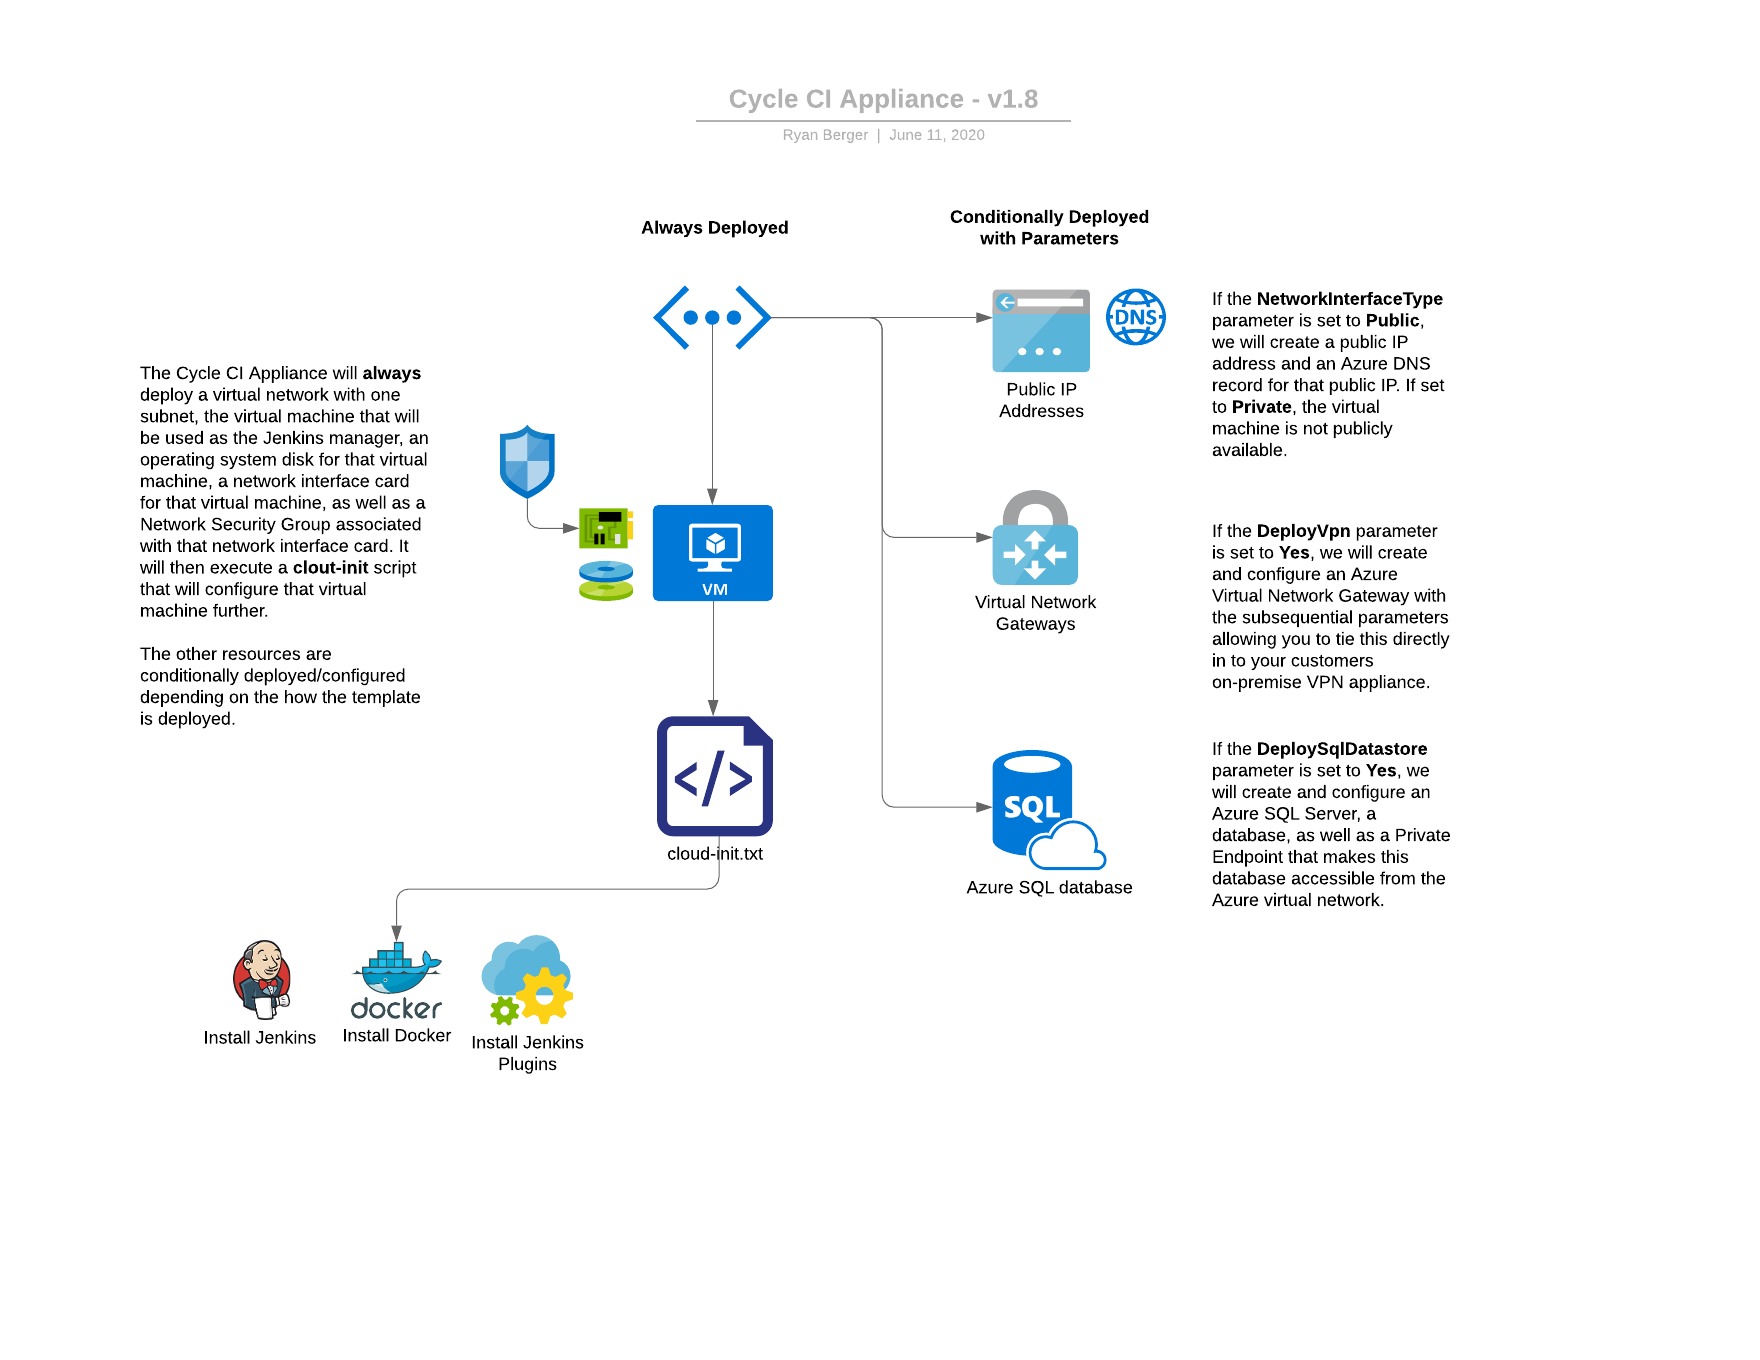 Cycle CI Appliance - v1.8
Ryan Berger | June 11, 2020
Always Deployed
Conditionally Deployed
with Parameters
The Cycle CI Appliance will always
deploy a virtual network with one
subnet, the virtual machine that will
be used as the Jenkins manager, an
operating system disk for that virtual
machine, a network interface card
for that virtual machine, as well as a
Network Security Group associated
with that network interface card. It
will then execute a clout-init script
that will configure that virtual
machine further.
The other resources are
conditionally deployed/configured
depending on the how the template
is deployed.
VM
cloud-init.txt
docker
Install Jenkins
Install Docker
Install Jenkins
Plugins
DNS
Public IP
Addresses
If the NetworkInterfaceType
parameter is set to Public,
we will create a public IP
address and an Azure DNS
record for that public IP. If set
to Private, the virtual
machine is not publicly
available.
Virtual Network
Gateways
If the DeployVpn parameter
is set to Yes, we will create
and configure an Azure
Virtual Network Gateway with
the subsequential parameters
allowing you to tie this directly
in to your customers
on-premise VPN appliance.
SQL
Azure SQL database
If the DeploySqlDatastore
parameter is set to Yes, we
will create and configure an
Azure SQL Server, a
database, as well as a Private
Endpoint that makes this
database accessible from the
Azure virtual network.